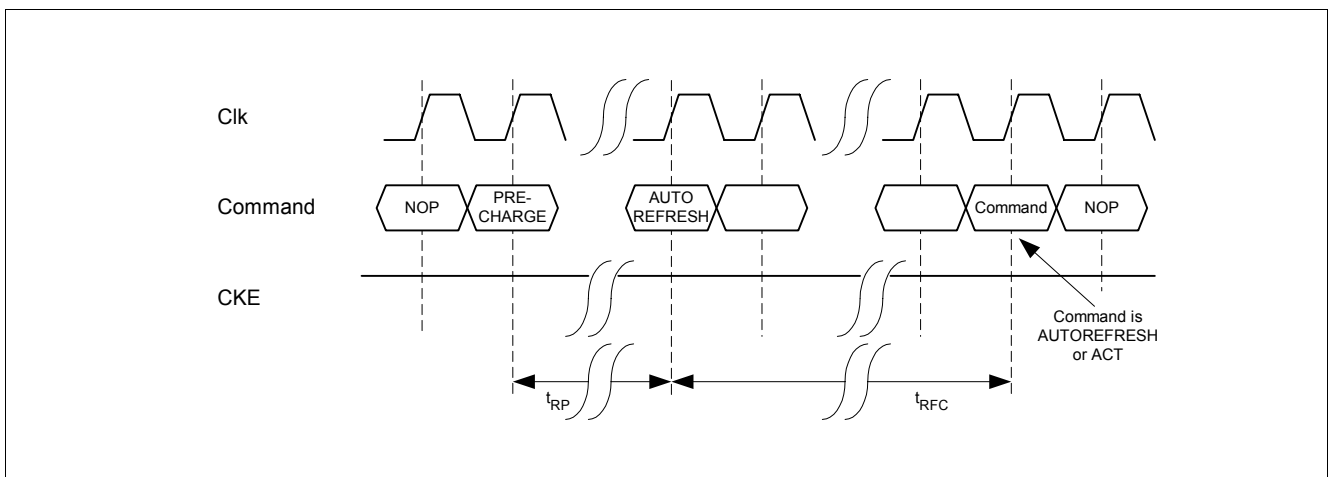 Clk
Command
NOP
PRE-
CHARGE
AUTO
REFRESH
Command
NOP
CKE
Command is
AUTOREFRESH
or ACT
tRP
tRFC